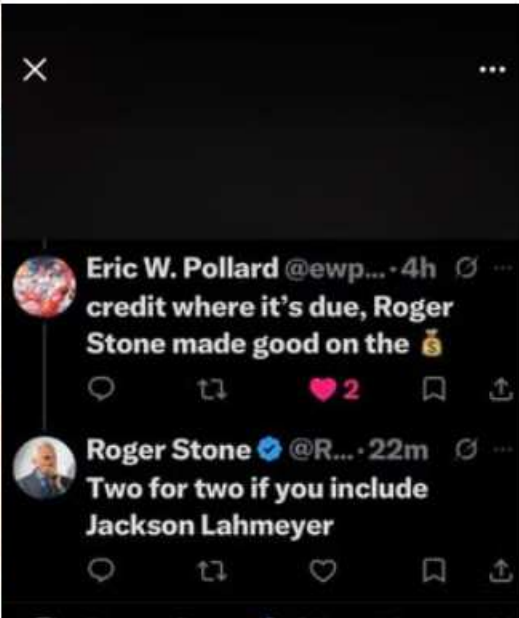 Eric W. Pollard @ewp... · 4h
credit where it's due, Roger
Stone made good on the 💰
2
Roger Stone @R... · 22m
Two for two if you include
Jackson Lahmeyer